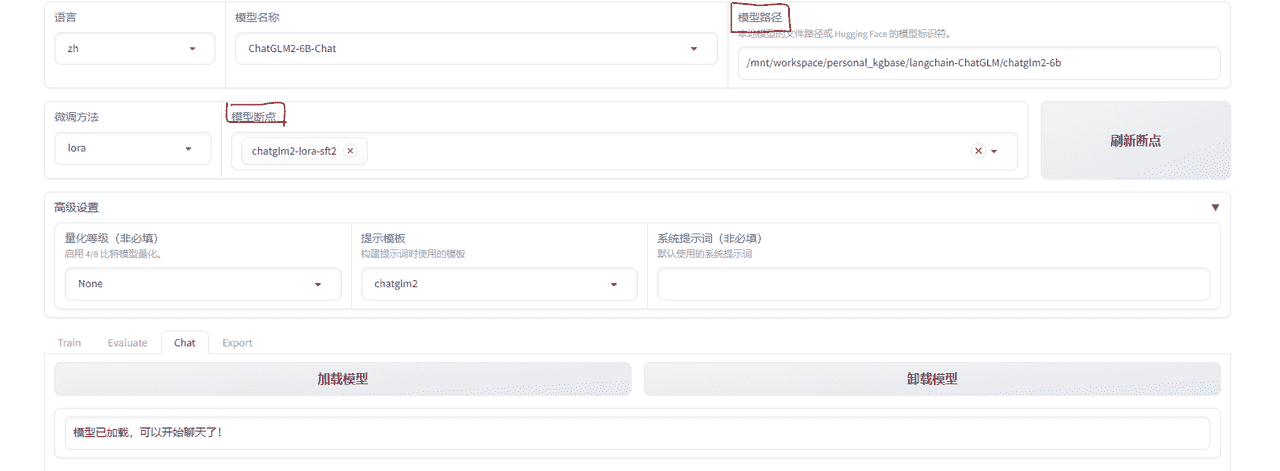 语言
zh
模型名称
ChatGLM2-6B-Chat
模型路径
本地模型的文件路径或 Hugging Face 的模型标识符。
/mnt/workspace/personal_kgbase/langchain-ChatGLM/chatglm2-6b
微调方法
lora
模型断点
chatglm2-lora-sft2
刷新断点
高级设置
量化等级（非必填）
启用 4/8 比特模型量化。
None
提示模板
构建提示词时使用的模板
chatglm2
系统提示词（非必填）
默认使用的系统提示词
Train Evaluate Chat Export
加载模型 卸载模型
模型已加载，可以开始聊天了！